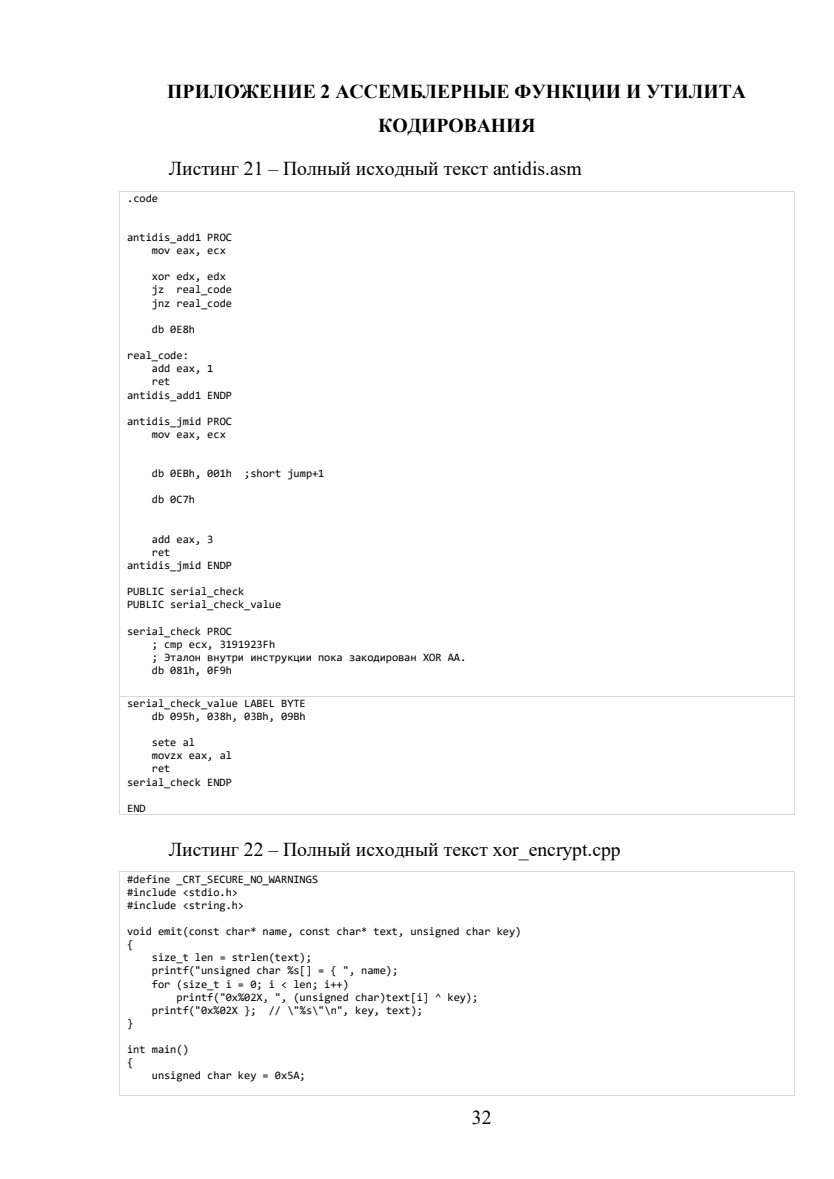 ПРИЛОЖЕНИЕ 2 АССЕМБЛЕРНЫЕ ФУНКЦИИ И УТИЛИТА
КОДИРОВАНИЯ
Листинг 21 – Полный исходный текст antidis.asm
.code
antidis_add1 PROC
    mov eax, ecx
    xor edx, edx
    jz  real_code
    jnz real_code
    db 0E8h
real_code:
    add eax, 1
    ret
antidis_add1 ENDP
antidis_jmid PROC
    mov eax, ecx
    db 0EBh, 001h  ;short jump+1
    db 0C7h
    add eax, 3
    ret
antidis_jmid ENDP
PUBLIC serial_check
PUBLIC serial_check_value
serial_check PROC
    ; cmp ecx, 3191923Fh
    ; Эталон внутри инструкции пока закодирован XOR AA.
    db 081h, 0F9h
serial_check_value LABEL BYTE
    db 095h, 038h, 03Bh, 09Bh
    sete al
    movzx eax, al
    ret
serial_check ENDP
END
Листинг 22 – Полный исходный текст xor_encrypt.cpp
#define _CRT_SECURE_NO_WARNINGS
#include <stdio.h>
#include <string.h>
void emit(const char* name, const char* text, unsigned char key)
{
    size_t len = strlen(text);
    printf("unsigned char %s[] = { ", name);
    for (size_t i = 0; i < len; i++)
        printf("0x%02X, ", (unsigned char)text[i] ^ key);
    printf("0x%02X };  // \"%s\"\n", key, text);
}
int main()
{
    unsigned char key = 0x5A;
32